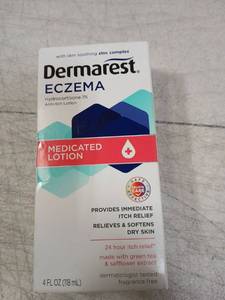 with skin soothing zinc complex
Dermarest®
ECZEMA
Hydrocortisone 1%
Anti-Itch Lotion
MEDICATED
LOTION
PROVIDES IMMEDIATE
ITCH RELIEF
RELIEVES & SOFTENS
DRY SKIN
24 hour itch relief*
made with green tea
& safflower extract
dermatologist tested
fragrance free
4 FL OZ (118 mL)